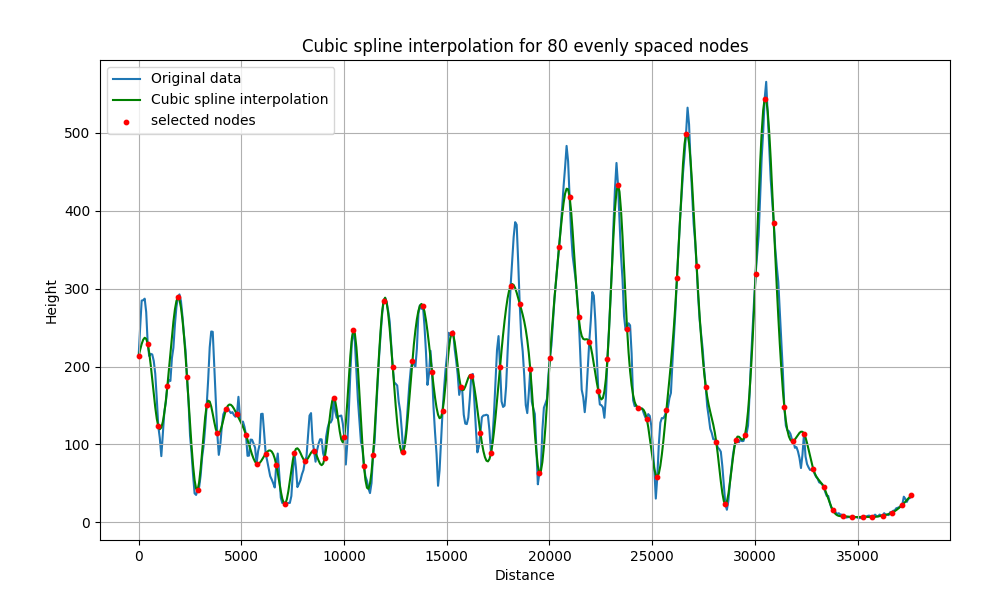 Cubic spline interpolation for 80 evenly spaced nodes
Original data
Cubic spline interpolation
selected nodes
Height
500
400
300
200
100
0
0 5000 10000 15000 20000 25000 30000 35000
Distance